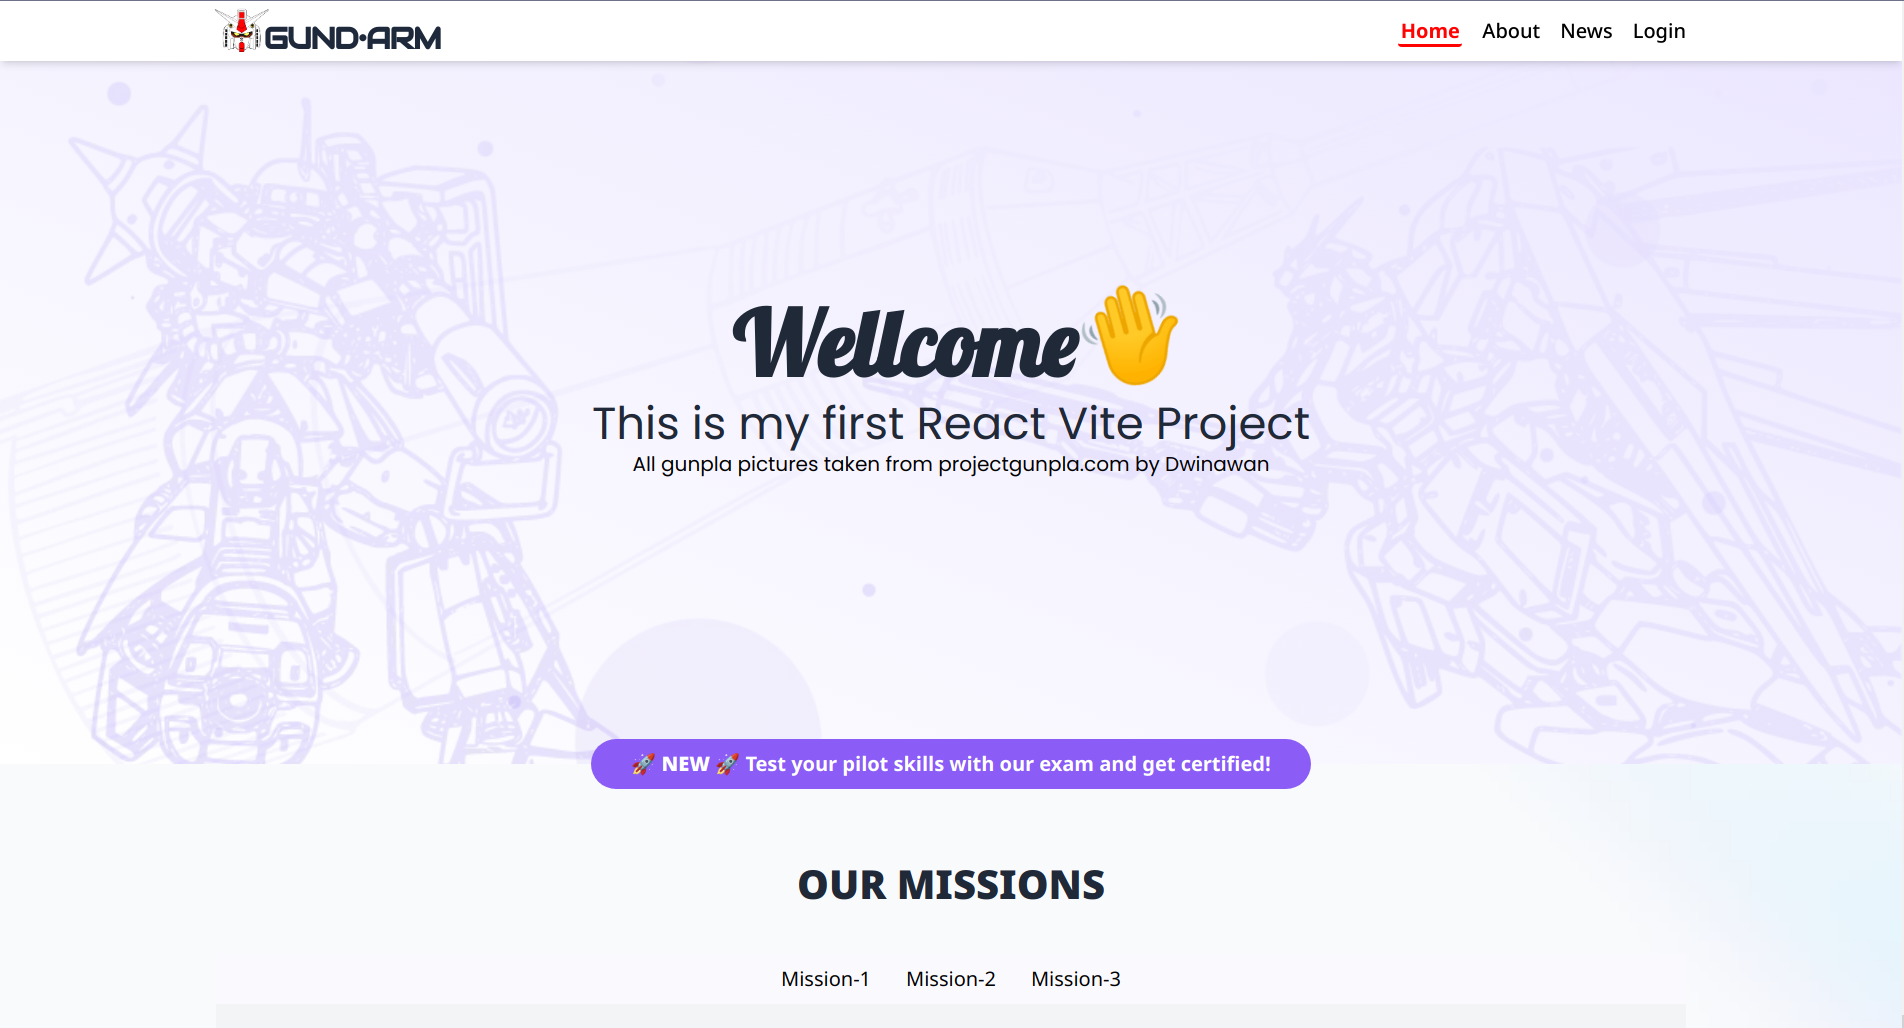 GUND•ARM
Home About News Login
Wellcome👋
This is my first React Vite Project
All gunpla pictures taken from projectgunpla.com by Dwinawan
🚀 NEW 🚀 Test your pilot skills with our exam and get certified!
OUR MISSIONS
Mission-1 Mission-2 Mission-3